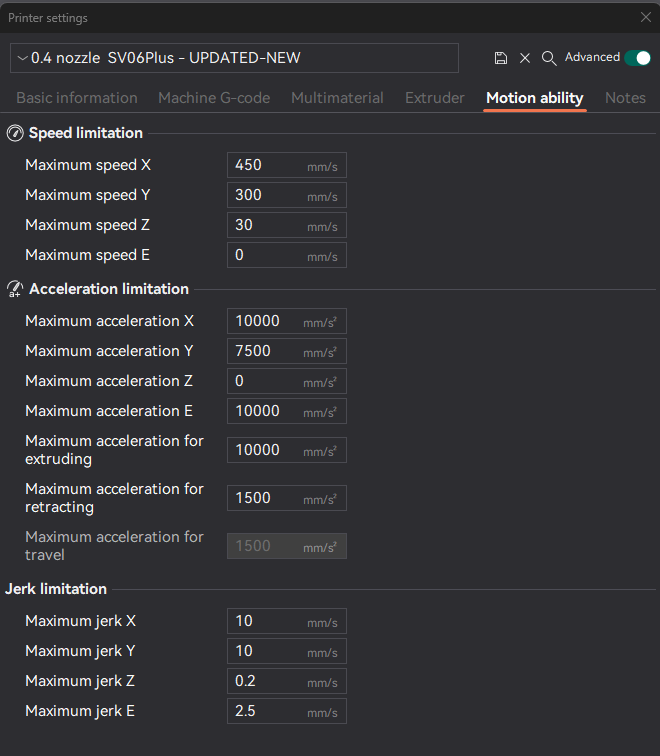 Printer settings
0.4 nozzle SV06Plus - UPDATED-NEW
Advanced
Basic information Machine G-code Multimaterial Extruder Motion ability Notes
Speed limitation
Maximum speed X 450 mm/s
Maximum speed Y 300 mm/s
Maximum speed Z 30 mm/s
Maximum speed E 0 mm/s
a+ Acceleration limitation
Maximum acceleration X 10000 mm/s²
Maximum acceleration Y 7500 mm/s²
Maximum acceleration Z 0 mm/s²
Maximum acceleration E 10000 mm/s²
Maximum acceleration for
extruding 10000 mm/s²
Maximum acceleration for
retracting 1500 mm/s²
Maximum acceleration for
travel 1500 mm/s²
Jerk limitation
Maximum jerk X 10 mm/s
Maximum jerk Y 10 mm/s
Maximum jerk Z 0.2 mm/s
Maximum jerk E 2.5 mm/s